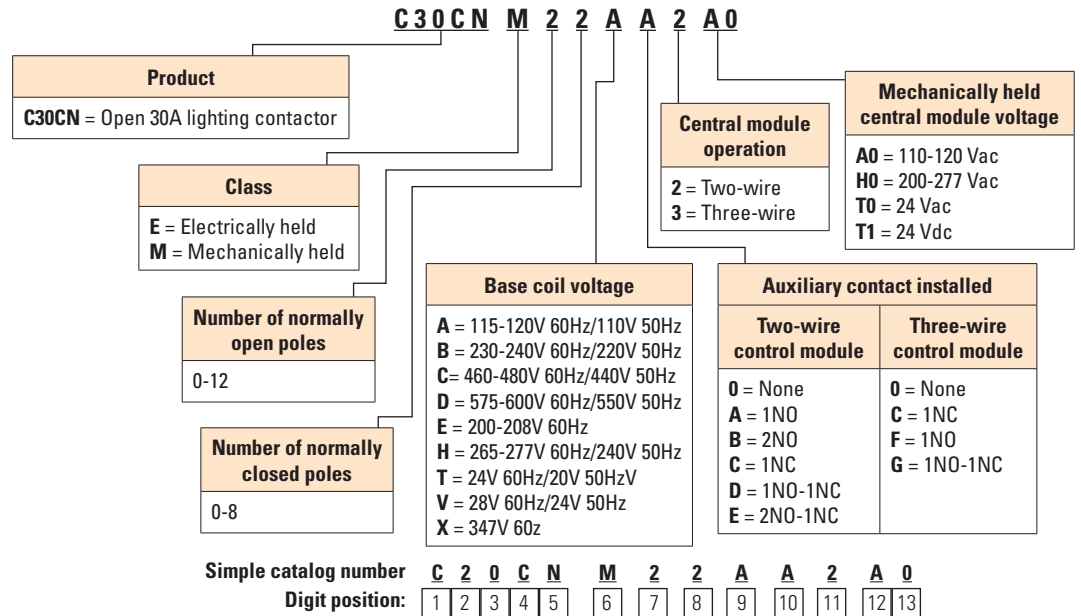 C30CN M 2 2 A A 2 A0
Product
C30CN = Open 30A lighting contactor
Class
E = Electrically held
M = Mechanically held
Number of normally
open poles
0-12
Number of normally
closed poles
0-8
Base coil voltage
A = 115-120V 60Hz/110V 50Hz
B = 230-240V 60Hz/220V 50Hz
C= 460-480V 60Hz/440V 50Hz
D = 575-600V 60Hz/550V 50Hz
E = 200-208V 60Hz
H = 265-277V 60Hz/240V 50Hz
T = 24V 60Hz/20V 50HzV
V = 28V 60Hz/24V 50Hz
X = 347V 60z
Central module
operation
2 = Two-wire
3 = Three-wire
Mechanically held
central module voltage
A0 = 110-120 Vac
H0 = 200-277 Vac
T0 = 24 Vac
T1 = 24 Vdc
Auxiliary contact installed
Two-wire
control module
0 = None
A = 1NO
B = 2NO
C = 1NC
D = 1NO-1NC
E = 2NO-1NC
Three-wire
control module
0 = None
C = 1NC
F = 1NO
G = 1NO-1NC
Simple catalog number C 2 0 C N M 2 2 A A 2 A 0
Digit position: 1 2 3 4 5 6 7 8 9 10 11 12 13